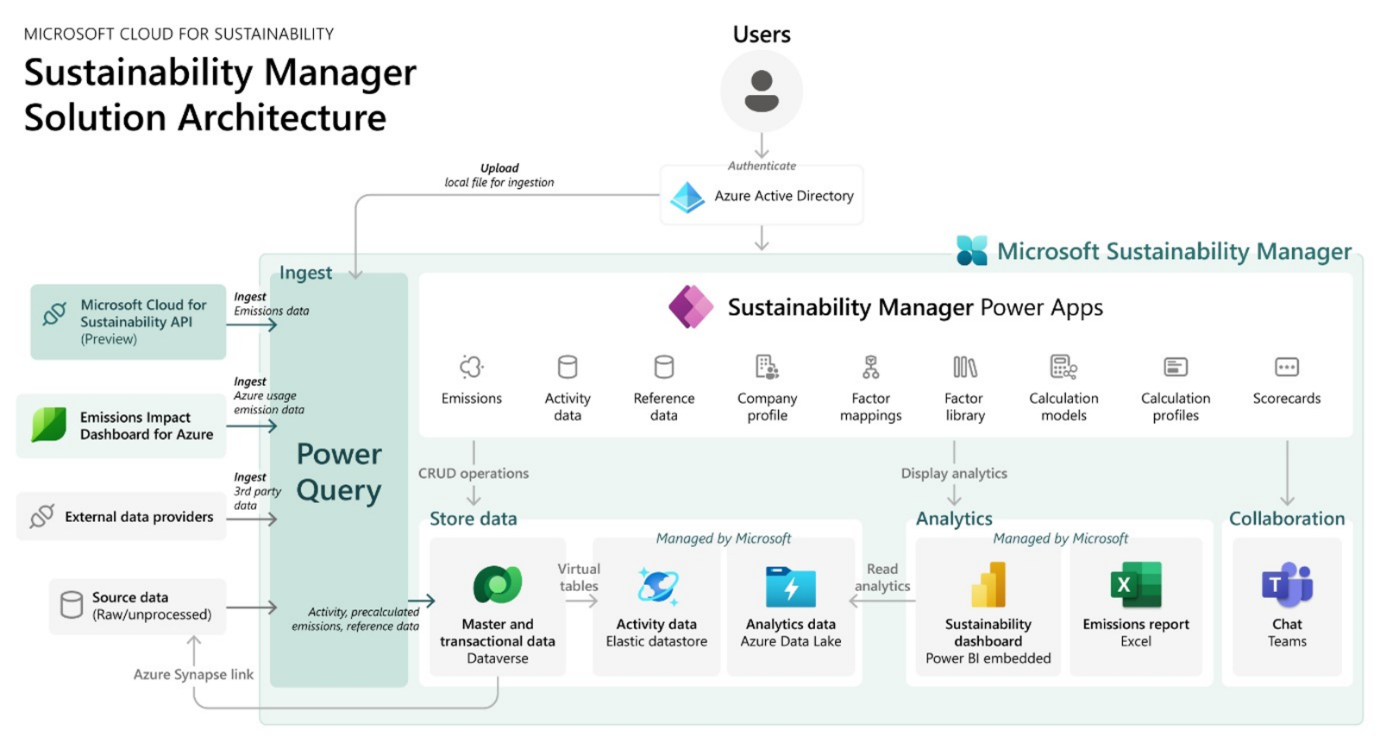 MICROSOFT CLOUD FOR SUSTAINABILITY
Sustainability Manager
Solution Architecture
Users
Authenticate
Azure Active Directory
Upload
local file for ingestion
Microsoft Sustainability Manager
Ingest
Power
Query
Microsoft Cloud for
Sustainability API
(Preview)
Ingest
Emissions data
Emissions Impact
Dashboard for Azure
Ingest
Azure usage
emission data
External data providers
Ingest
3rd party
data
Source data
(Raw/unprocessed)
Azure Synapse link
Activity, precalculated
emissions, reference data
Sustainability Manager Power Apps
Emissions
Activity
data
Reference
data
Company
profile
Factor
mappings
Factor
library
Calculation
models
Calculation
profiles
Scorecards
CRUD operations
Display analytics
Store data
Managed by Microsoft
Master and
transactional data
Dataverse
Virtual
tables
Activity data
Elastic datastore
Analytics data
Azure Data Lake
Read
analytics
Analytics
Managed by Microsoft
Sustainability
dashboard
Power BI embedded
X
Emissions report
Excel
Collaboration
T
Chat
Teams